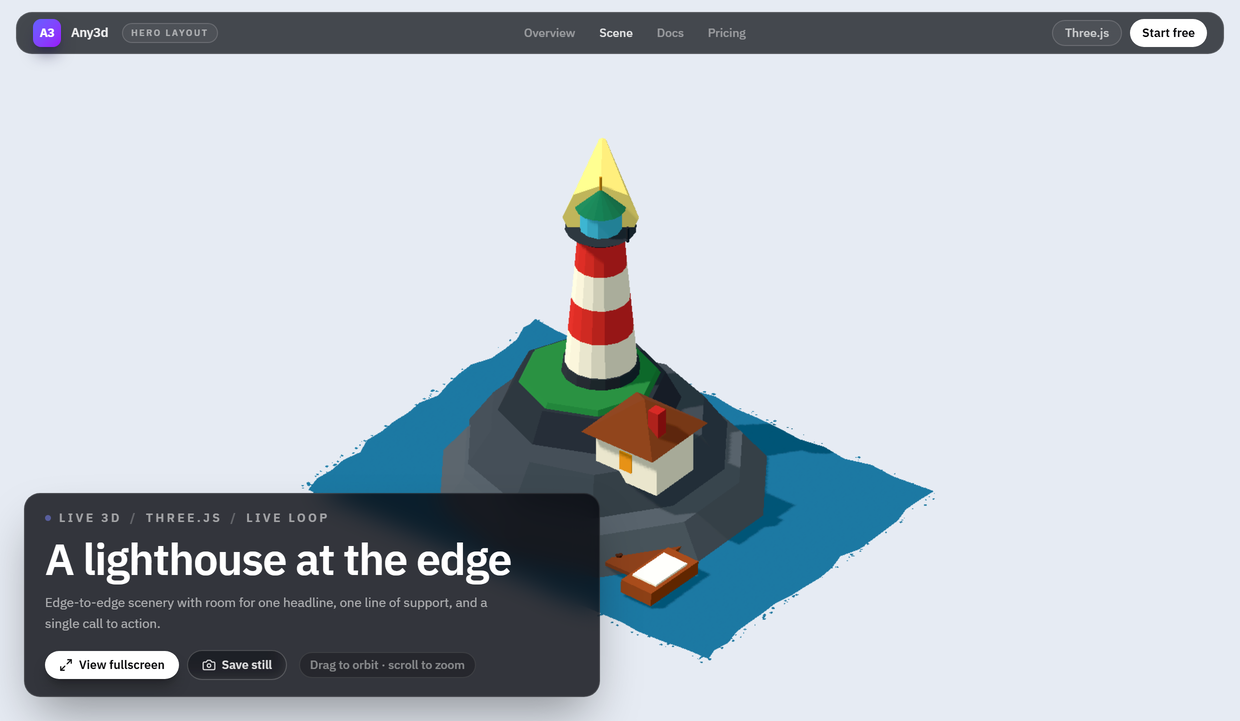 A3 Any3d HERO LAYOUT Overview Scene Docs Pricing Three.js Start free
LIVE 3D / THREE.JS / LIVE LOOP
A lighthouse at the edge
Edge-to-edge scenery with room for one headline, one line of support, and a
single call to action.
View fullscreen Save still Drag to orbit · scroll to zoom